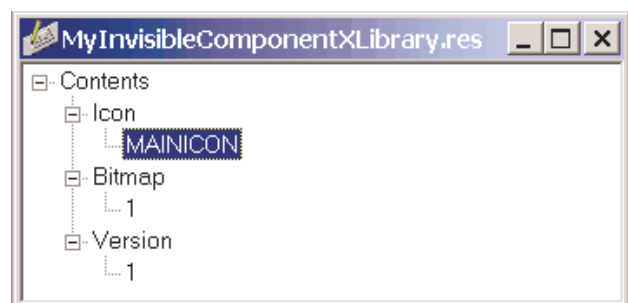 MyInvisibleComponentXLibrary.res
Contents
Icon
MAINICON
Bitmap
1
Version
1